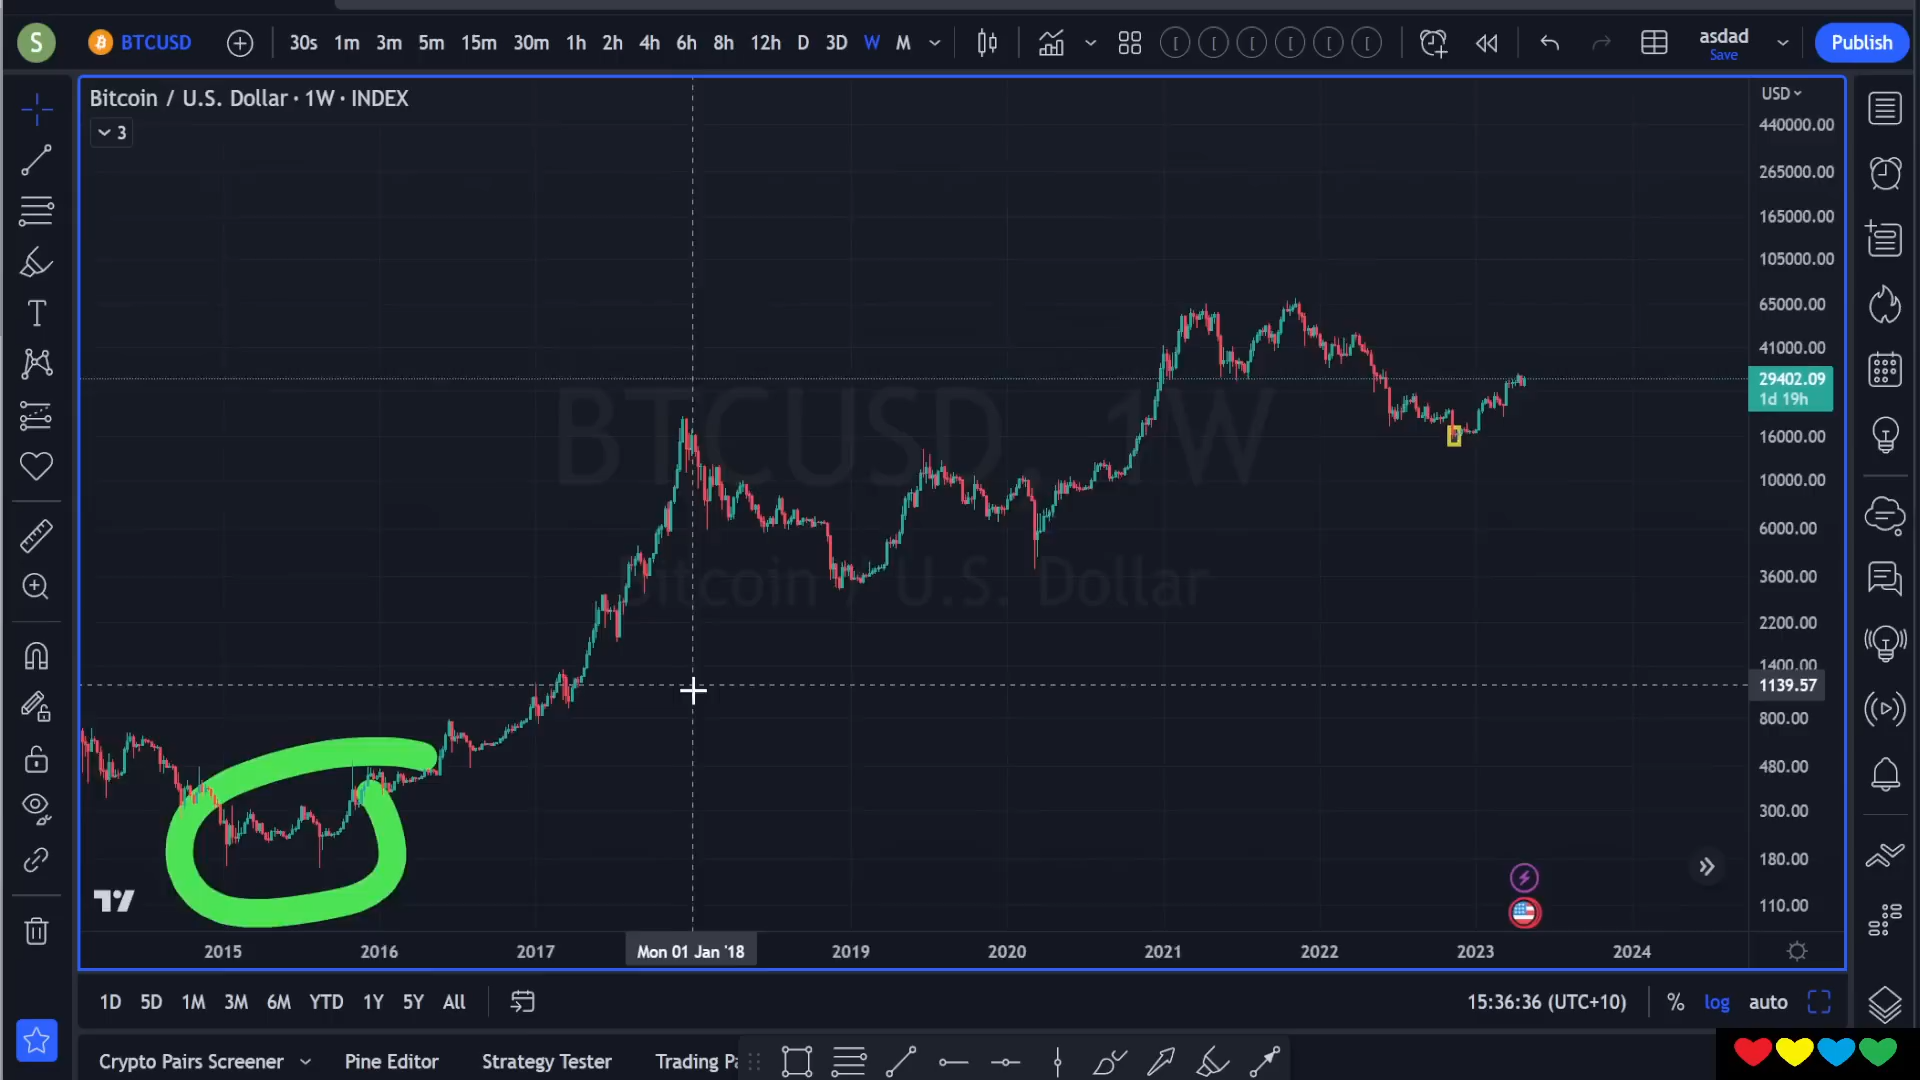 S BTCUSD 30s 1m 3m 5m 15m 30m 1h 2h 4h 6h 8h 12h D 3D W M asdad Save Publish
Bitcoin / U.S. Dollar · 1W · INDEX
3
USD
440000.00
265000.00
165000.00
105000.00
65000.00
41000.00
29402.09
1d 19h
16000.00
10000.00
6000.00
3600.00
2200.00
1400.00
1139.57
800.00
480.00
300.00
180.00
110.00
BTCUSD, 1W
Bitcoin / U.S. Dollar
2015 2016 2017 Mon 01 Jan '18 2019 2020 2021 2022 2023 2024
1D 5D 1M 3M 6M YTD 1Y 5Y All 15:36:36 (UTC+10) % log auto
Crypto Pairs Screener Pine Editor Strategy Tester Trading